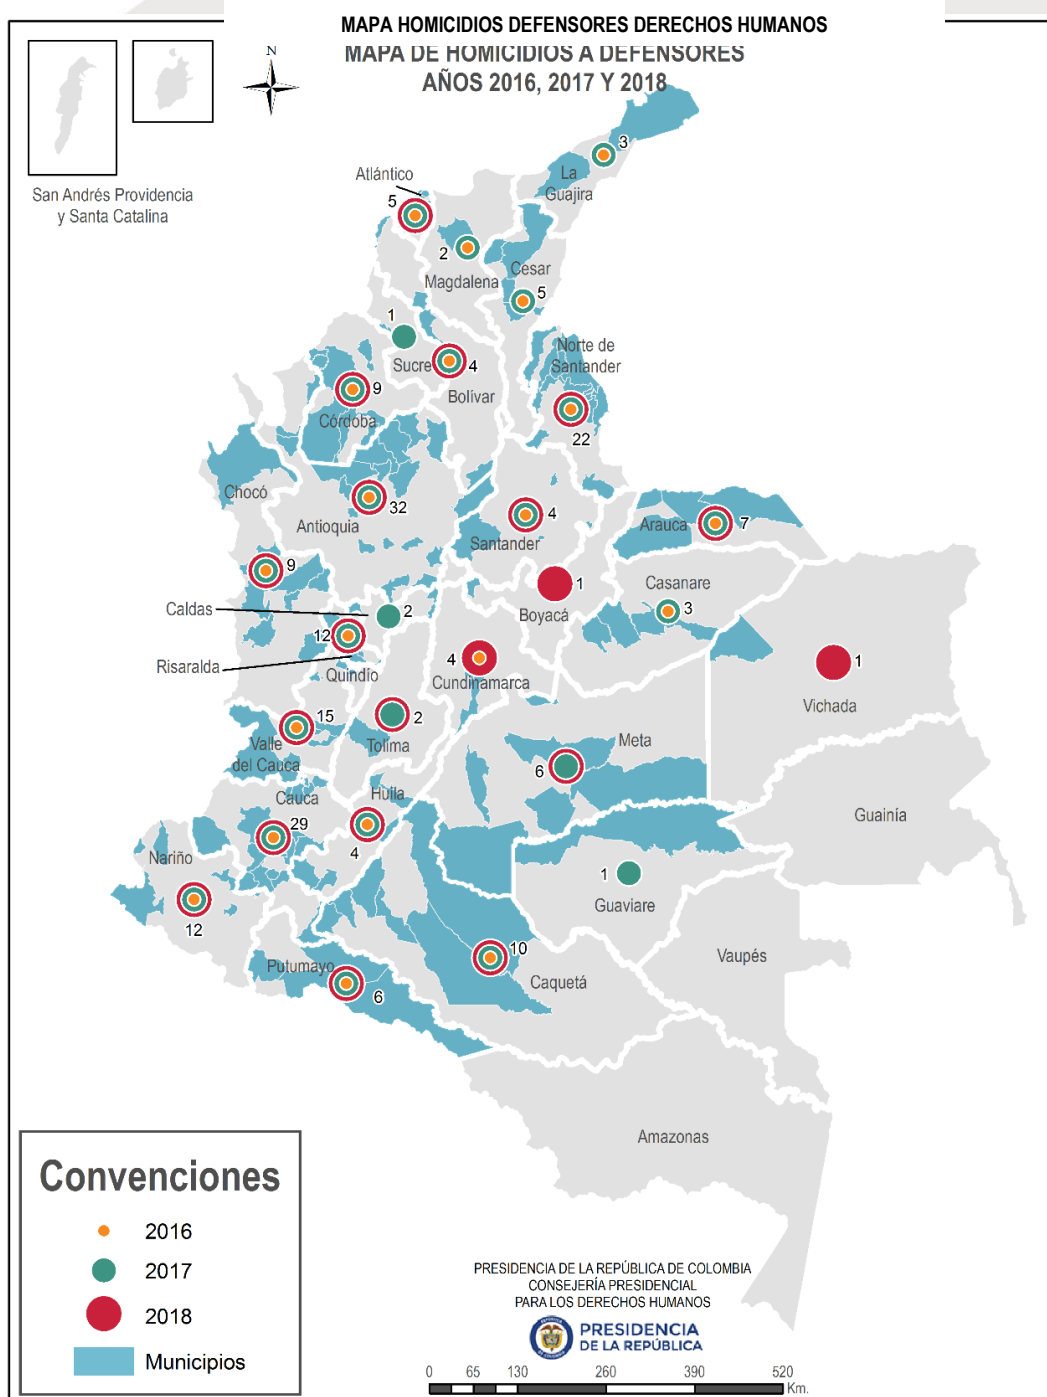 MAPA HOMICIDIOS DEFENSORES DERECHOS HUMANOS
MAPA DE HOMICIDIOS A DEFENSORES
AÑOS 2016, 2017 Y 2018
N
San Andrés Providencia
y Santa Catalina
Atlántico
5
3
La
Guajira
2
Magdalena
Cesar
5
1
Sucre
4
Bolívar
Norte de
Santander
22
9
Córdoba
Chocó
32
Antioquia
4
Santander
Arauca
7
9
1
Boyacá
Casanare
3
Caldas
2
12
Risaralda
Quindío
4
Cundinamarca
1
Vichada
15
Valle
del Cauca
2
Tolima
Meta
6
Cauca
Huila
29
4
Guainía
Nariño
12
1
Guaviare
Vaupés
10
Caquetá
Putumayo
6
Amazonas
Convenciones
2016
2017
2018
Municipios
PRESIDENCIA DE LA REPÚBLICA DE COLOMBIA
CONSEJERÍA PRESIDENCIAL
PARA LOS DERECHOS HUMANOS
PRESIDENCIA
DE LA REPÚBLICA
0 65 130 260 390 520
Km.